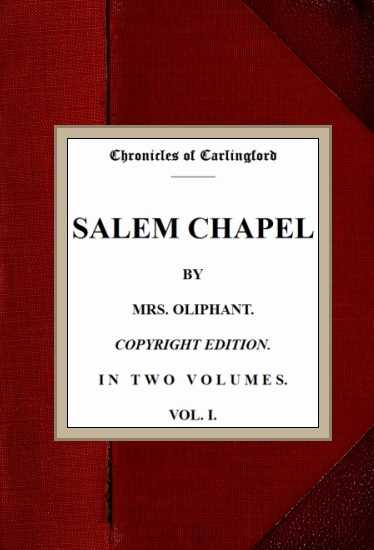 Chronicles of Carlingford
SALEM CHAPEL
BY
MRS. OLIPHANT.
COPYRIGHT EDITION.
IN TWO VOLUMES.
VOL. I.